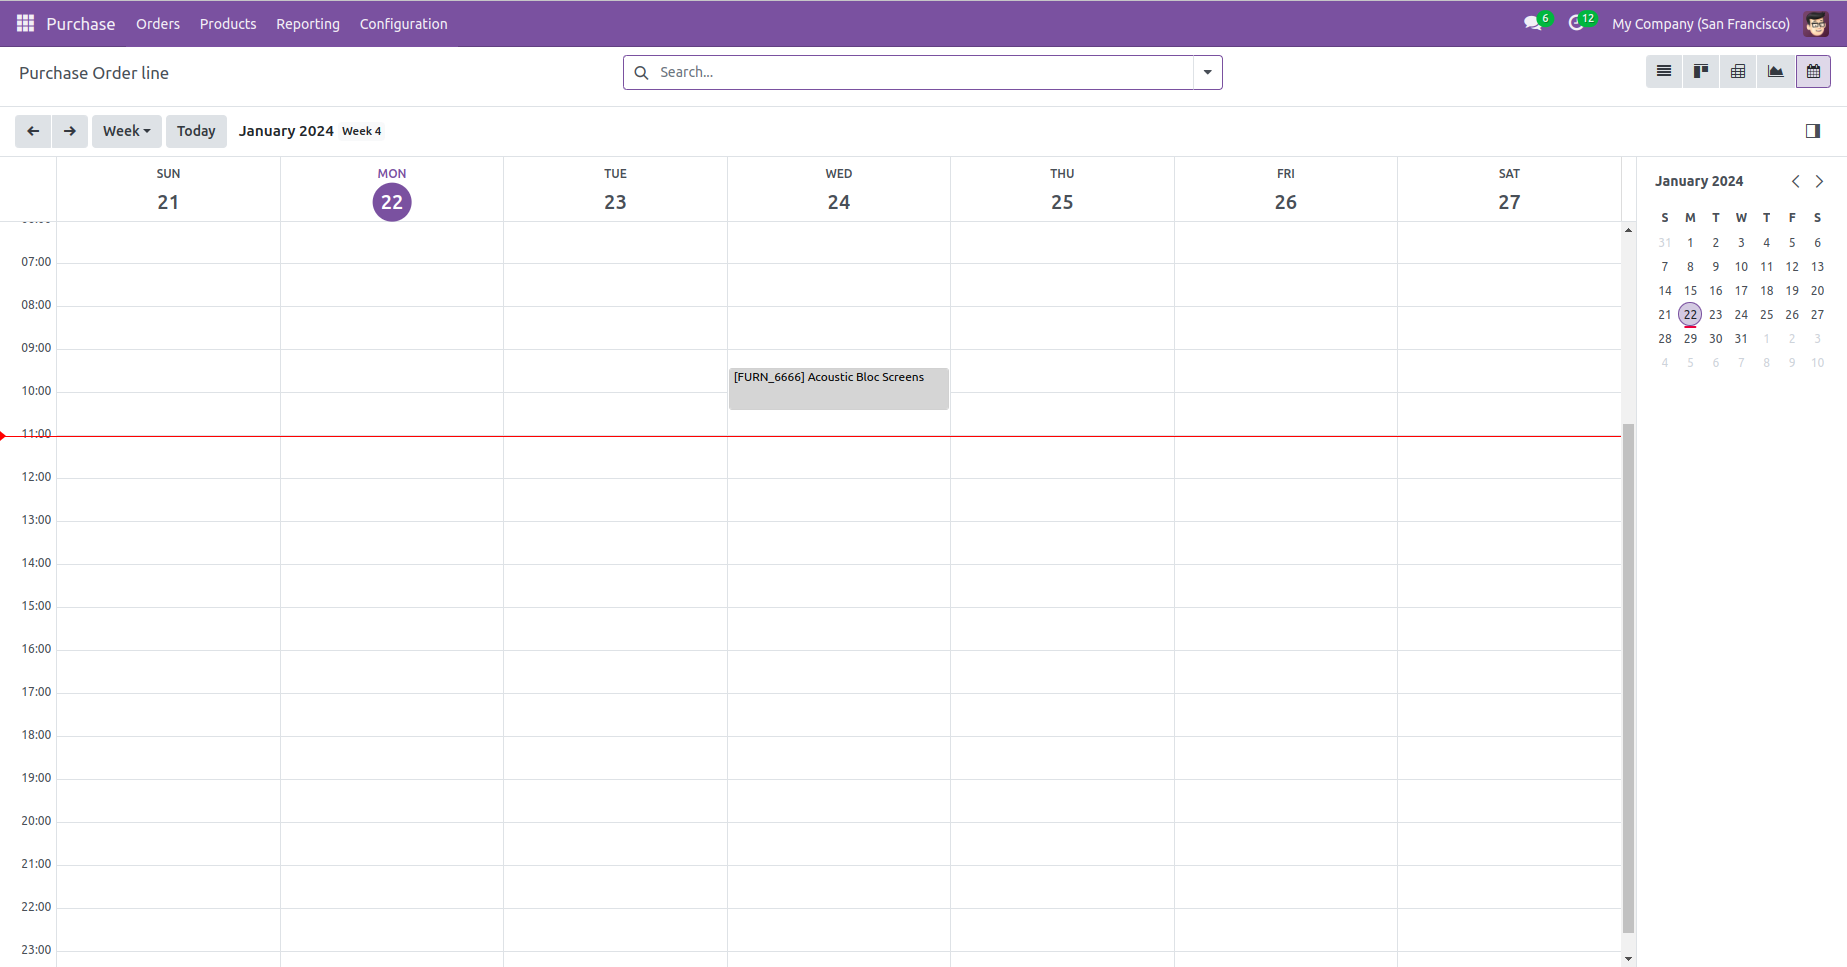 Purchase Orders Products Reporting Configuration 6 12 My Company (San Francisco)
Purchase Order line Search...
Week Today January 2024 Week 4
SUN MON TUE WED THU FRI SAT
21 22 23 24 25 26 27
07:00
08:00
09:00
[FURN_6666] Acoustic Bloc Screens
10:00
11:00
12:00
13:00
14:00
15:00
16:00
17:00
18:00
19:00
20:00
21:00
22:00
23:00
January 2024
S M T W T F S
31 1 2 3 4 5 6
7 8 9 10 11 12 13
14 15 16 17 18 19 20
21 22 23 24 25 26 27
28 29 30 31 1 2 3
4 5 6 7 8 9 10